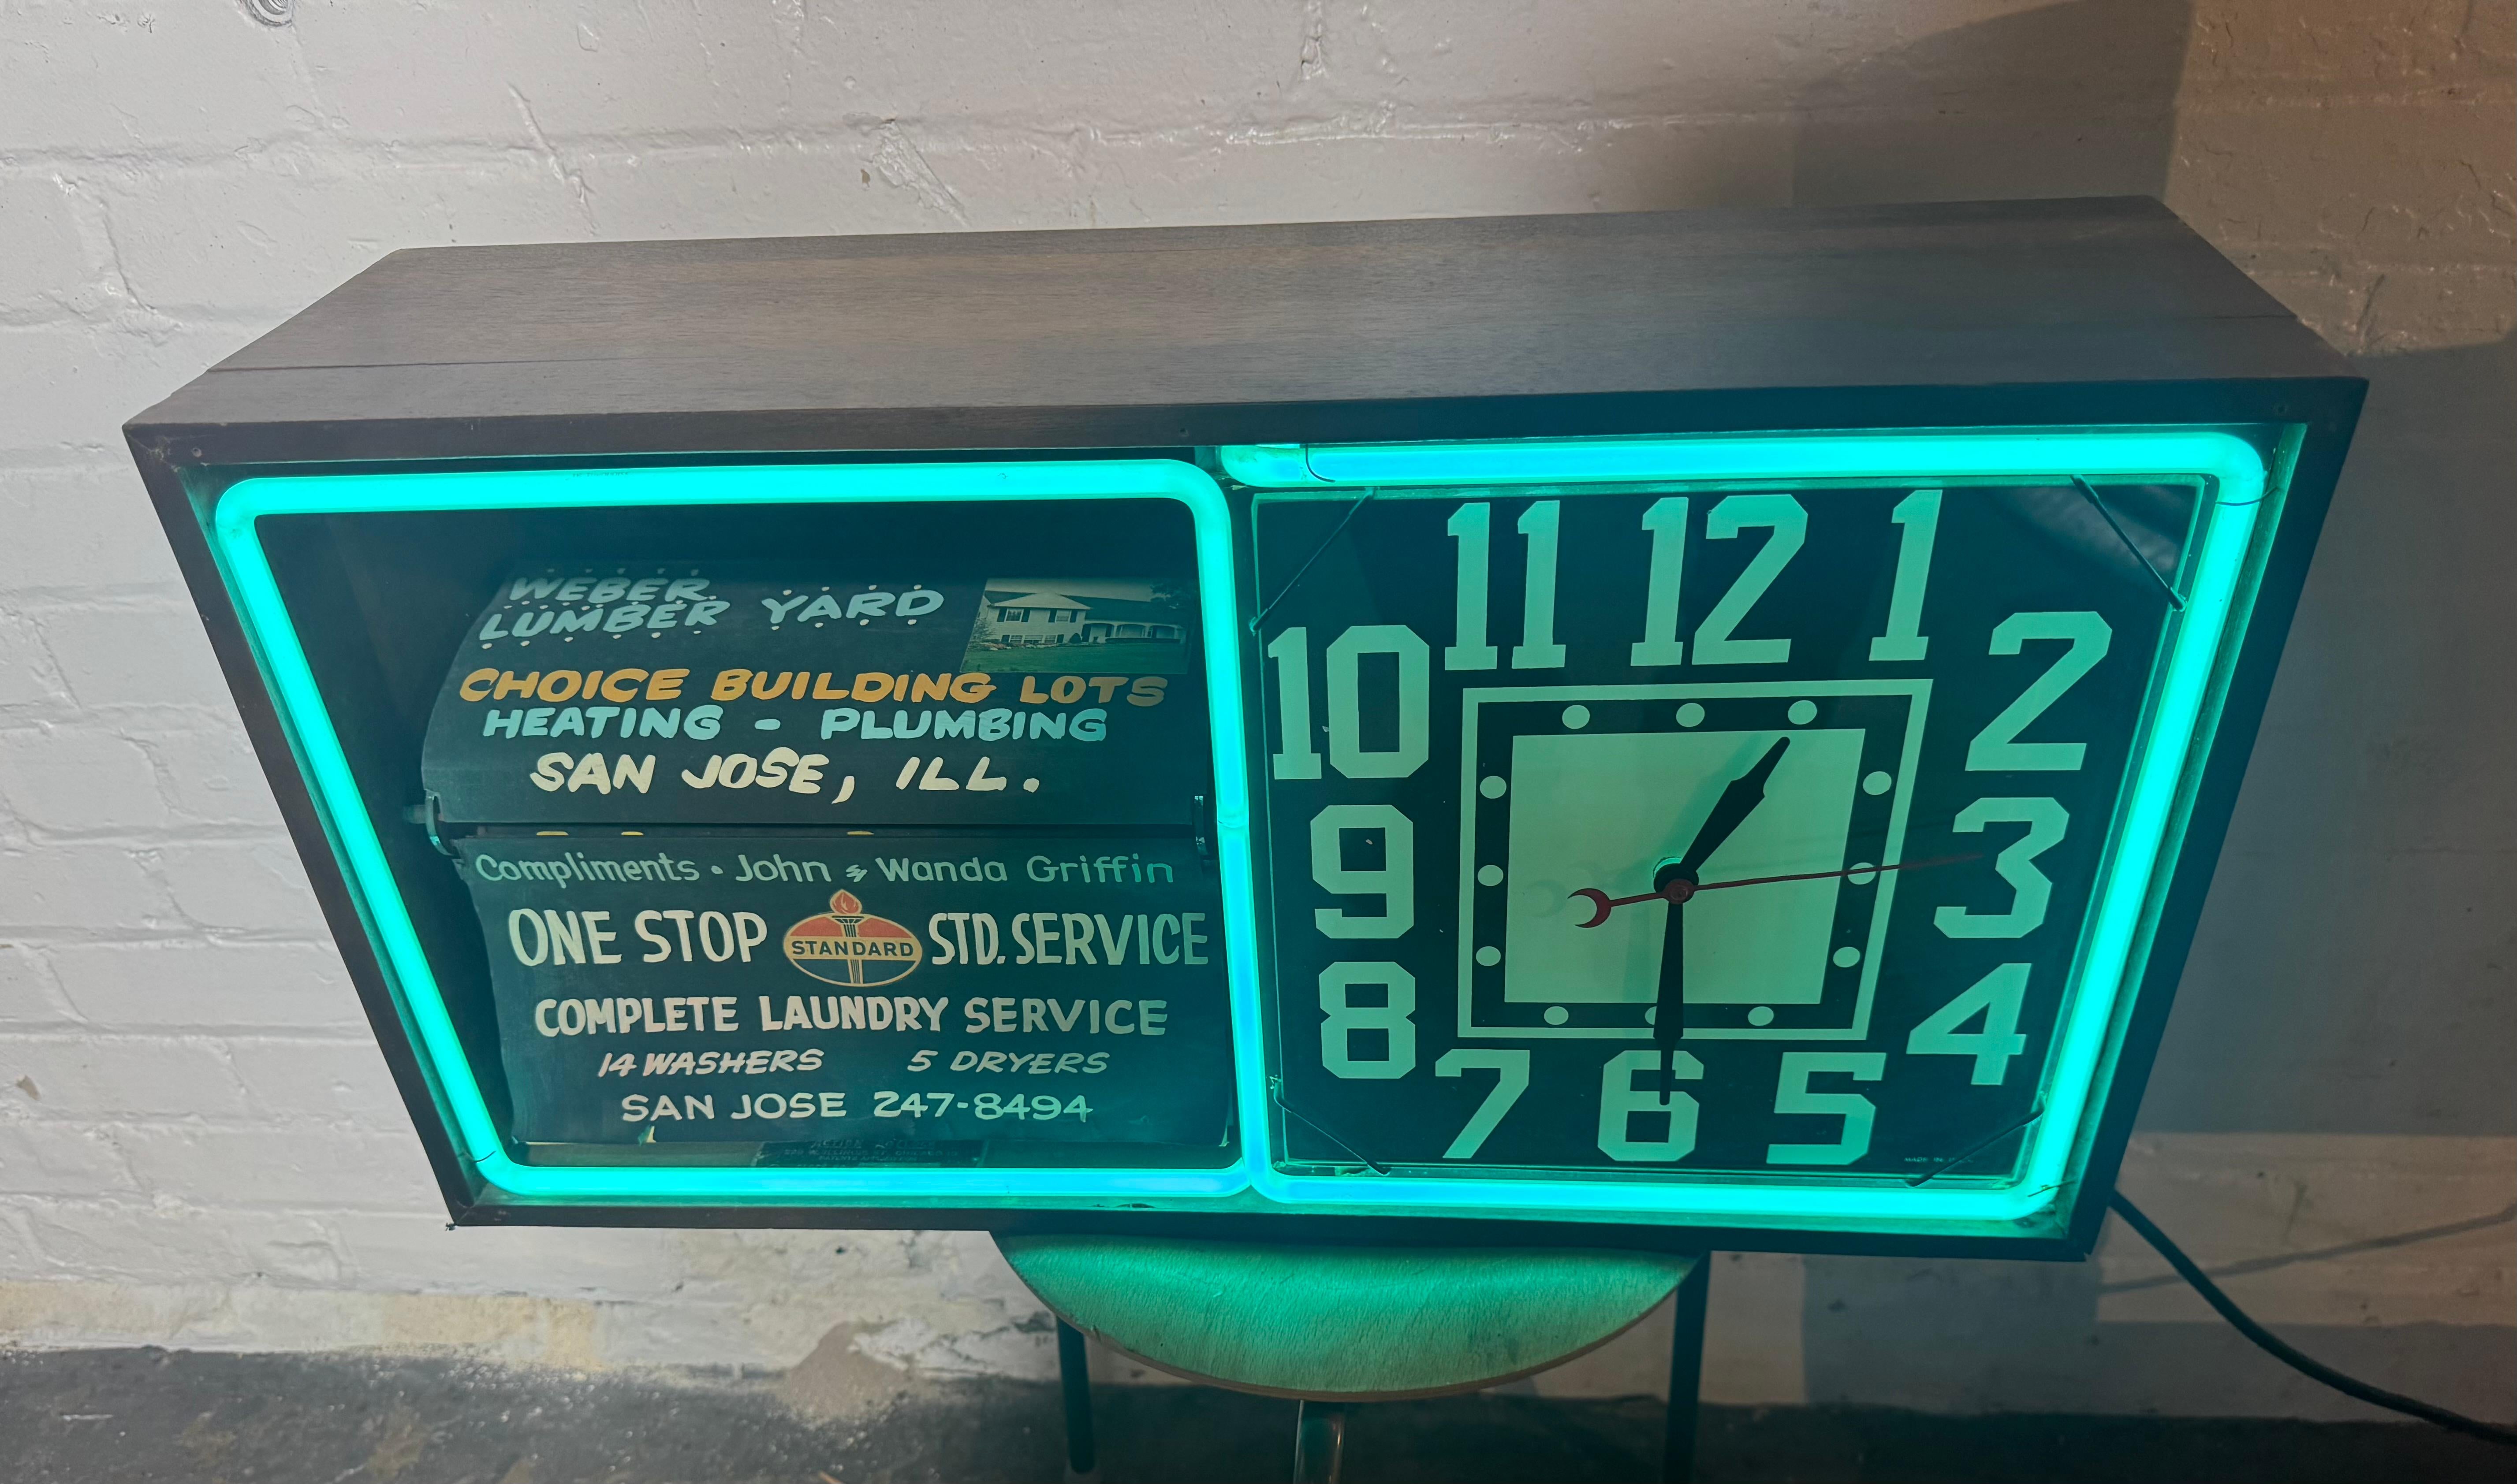 WEBER
LUMBER YARD
CHOICE BUILDING LOTS
HEATING - PLUMBING
SAN JOSE, ILL.
Compliments • John & Wanda Griffin
ONE STOP STANDARD STD. SERVICE
COMPLETE LAUNDRY SERVICE
14 WASHERS 5 DRYERS
SAN JOSE 247-8494
11 12 1
10 2
9 3
8 4
7 6 5
MADE IN